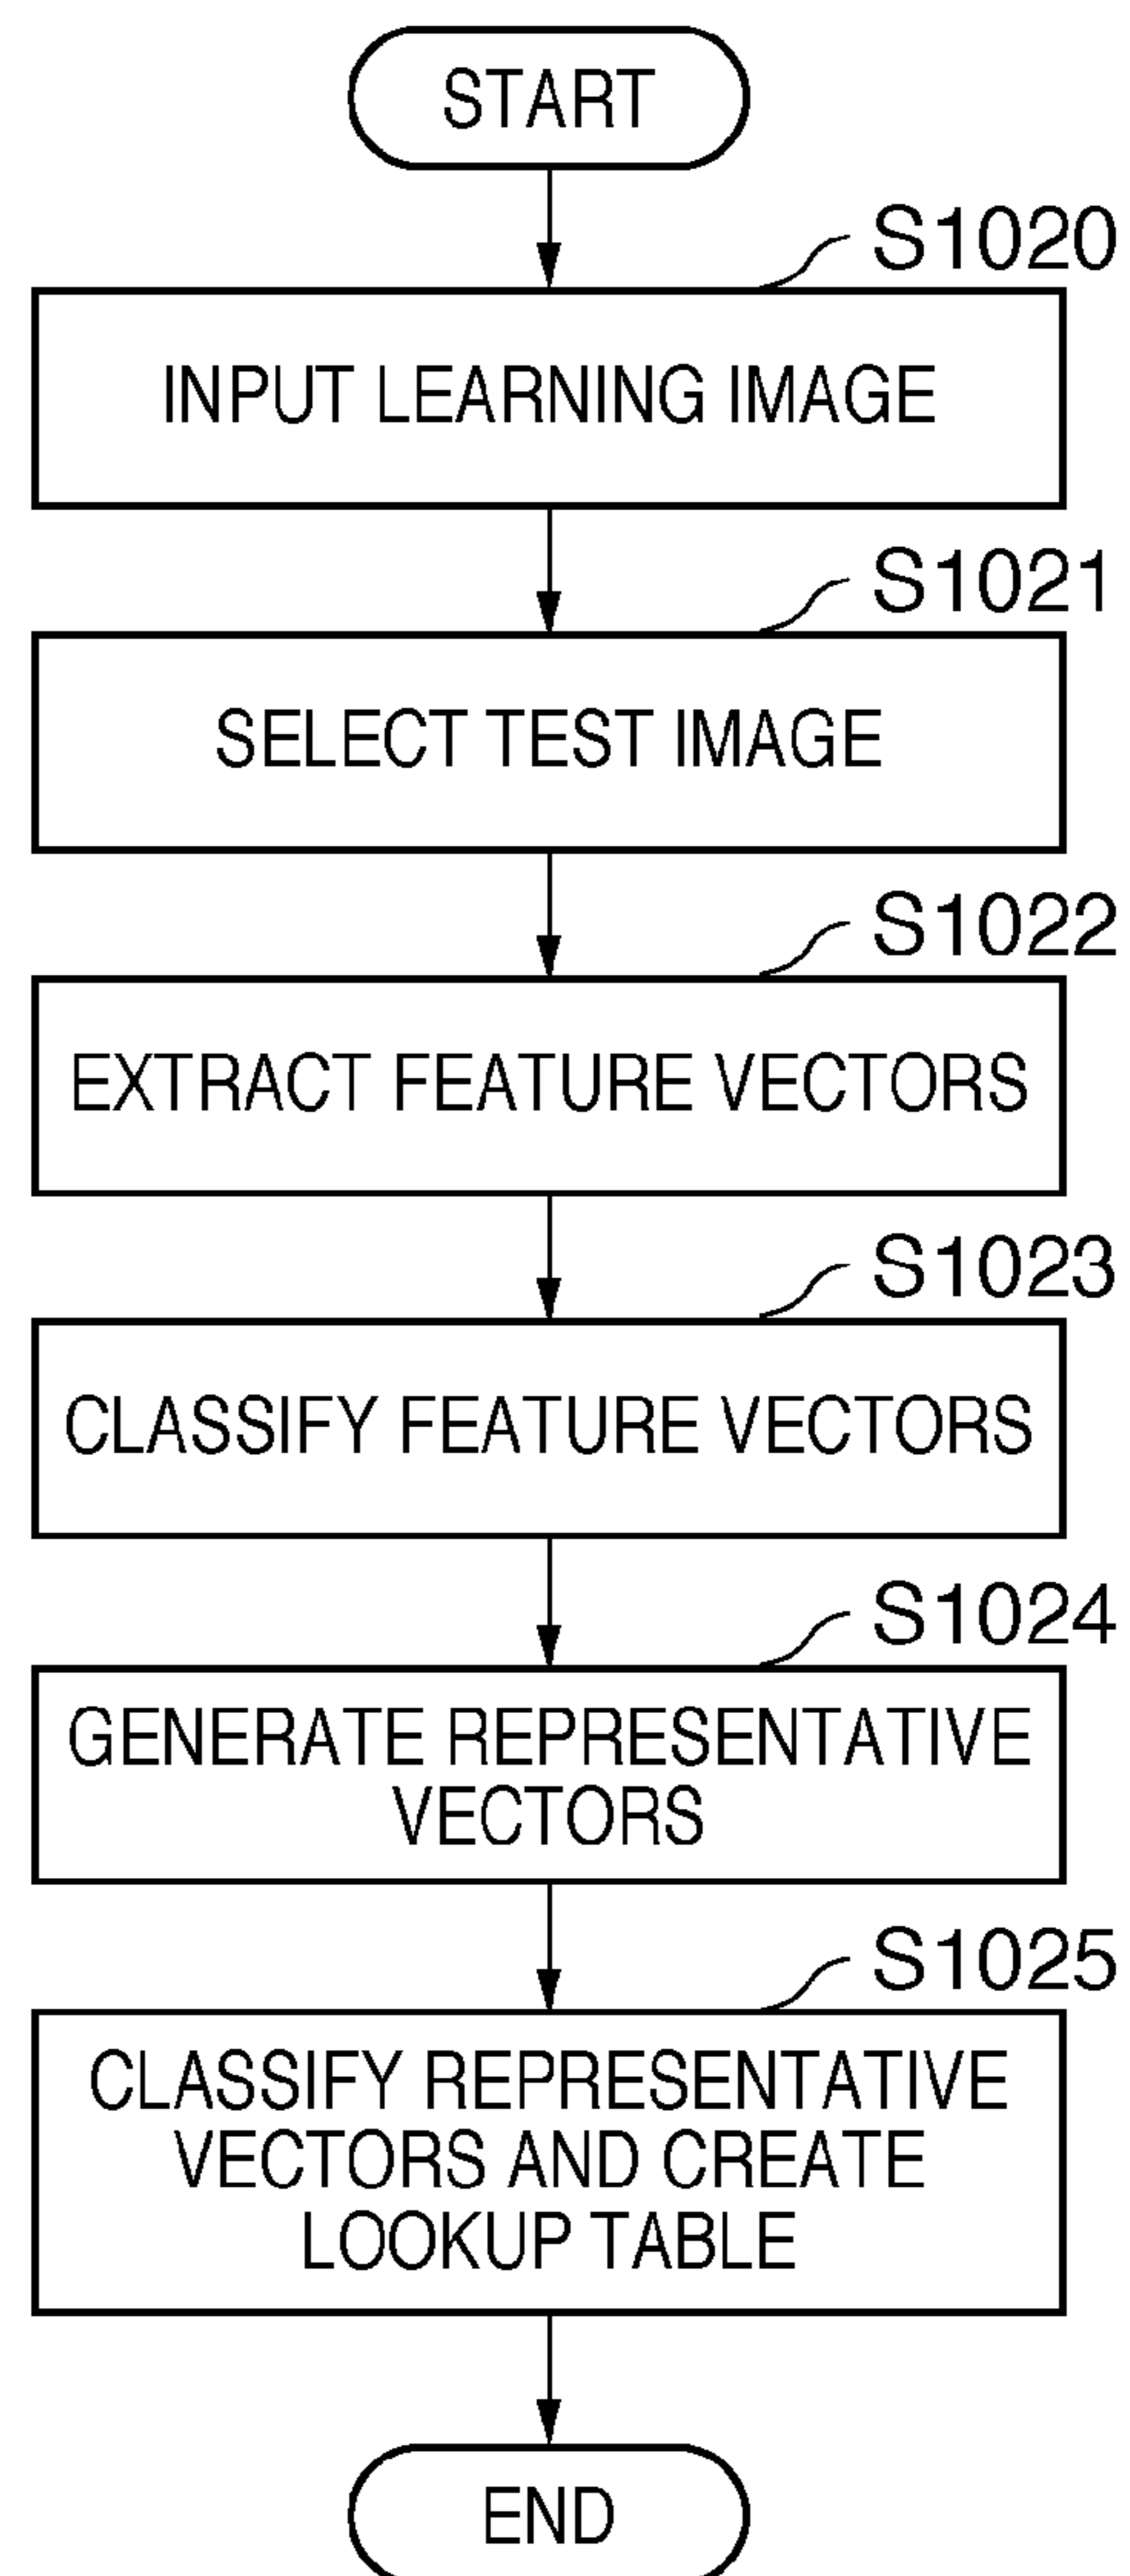 START
S1020
INPUT LEARNING IMAGE
S1021
SELECT TEST IMAGE
S1022
EXTRACT FEATURE VECTORS
S1023
CLASSIFY FEATURE VECTORS
S1024
GENERATE REPRESENTATIVE
VECTORS
S1025
CLASSIFY REPRESENTATIVE
VECTORS AND CREATE
LOOKUP TABLE
END